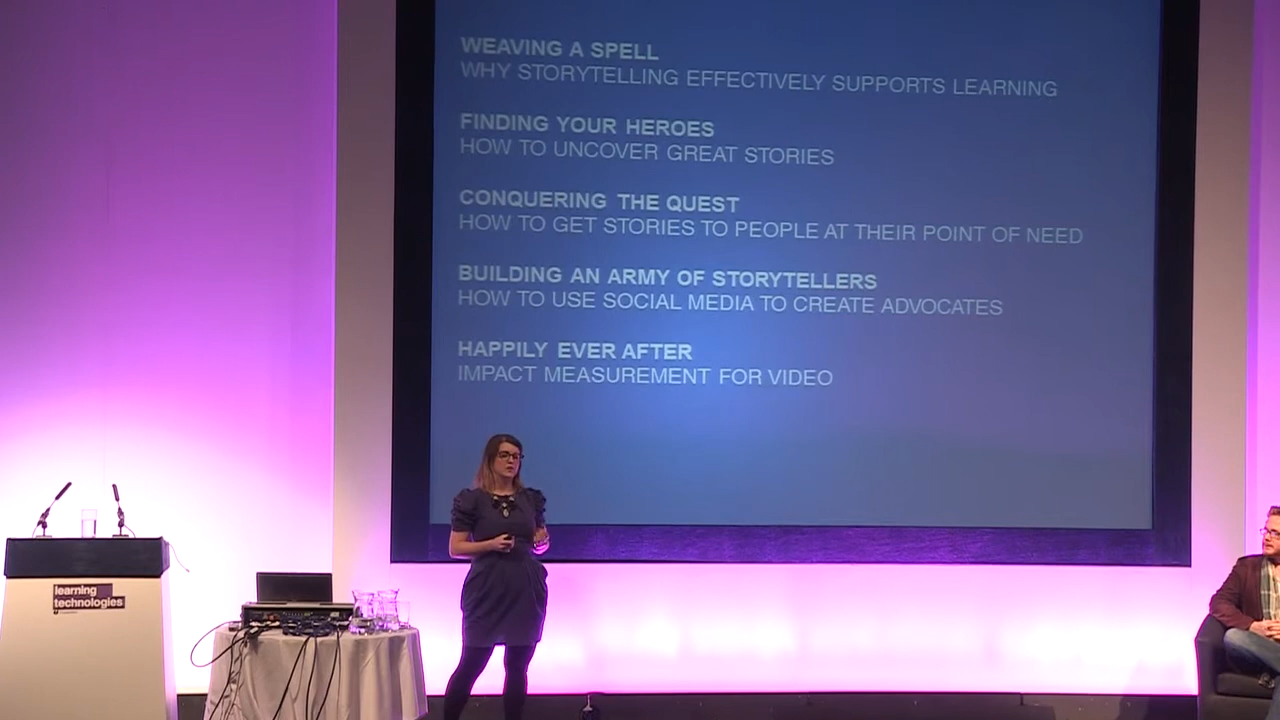 WEAVING A SPELL
WHY STORYTELLING EFFECTIVELY SUPPORTS LEARNING
FINDING YOUR HEROES
HOW TO UNCOVER GREAT STORIES
CONQUERING THE QUEST
HOW TO GET STORIES TO PEOPLE AT THEIR POINT OF NEED
BUILDING AN ARMY OF STORYTELLERS
HOW TO USE SOCIAL MEDIA TO CREATE ADVOCATES
HAPPILY EVER AFTER
IMPACT MEASUREMENT FOR VIDEO
learning
technologies